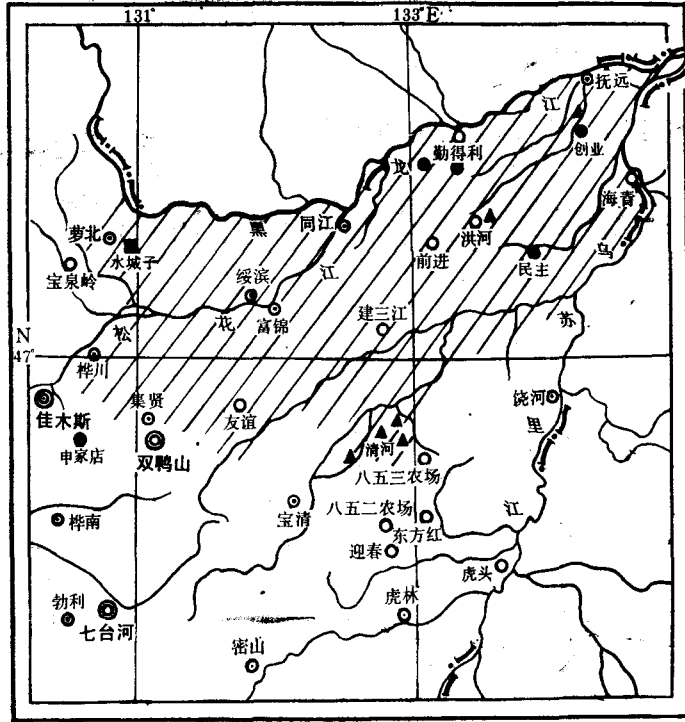 131°
133°E
抚远
江
创业
勤得利
龙
海青
黑
同江
洪河
萝北
水城子
前进
民主
乌
宝泉岭
绥滨
江
松
花
富锦
建三江
苏
N
47°
桦川
佳木斯
集贤
友谊
饶河
申家店
双鸭山
清河
里
八五三农场
宝清
八五二农场
江
桦南
东方红
迎春
虎头
勃利
七台河
虎林
密山